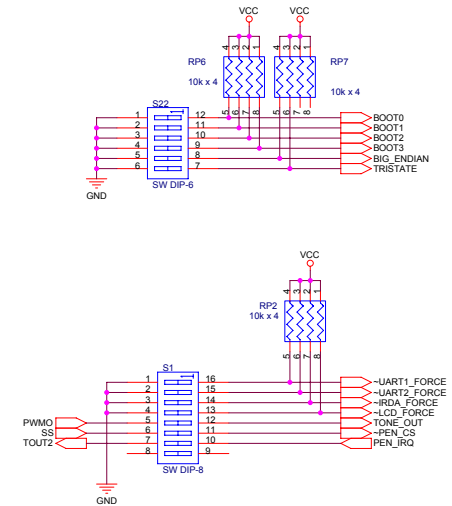 VCC VCC
4 3 2 1 4 3 2 1
RP6 RP7
10k x 4 10k x 4
5 6 7 8 5 6 7 8
S22
1 12 BOOT0
2 11 BOOT1
3 10 BOOT2
4 9 BOOT3
5 8 BIG_ENDIAN
6 7 TRISTATE
SW DIP-6
GND
VCC
4 3 2 1
RP2
10k x 4
5 6 7 8
S1
1 16 ~UART1_FORCE
2 15 ~UART2_FORCE
3 14 ~IRDA_FORCE
4 13 ~LCD_FORCE
PWMO 5 12 TONE_OUT
SS 6 11 ~PEN_CS
TOUT2 7 10 PEN_IRQ
8 9
SW DIP-8
GND